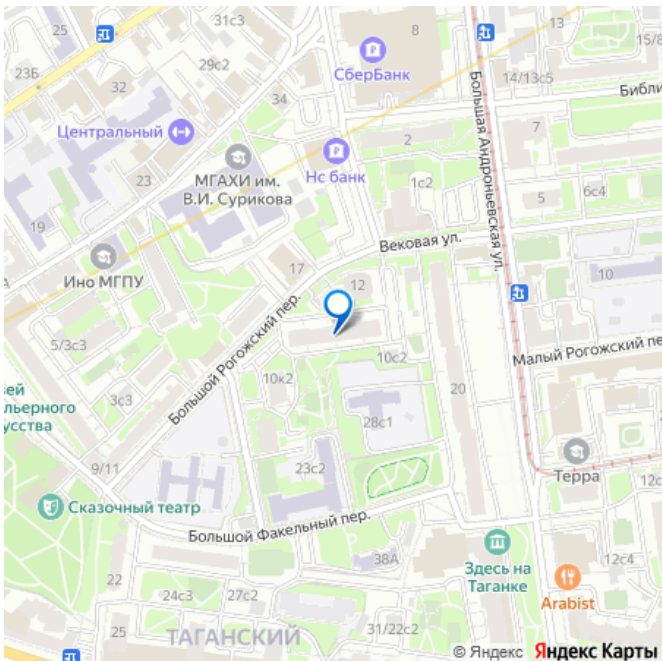 25
31с3
8
13
15/8
СберБанк
23Б
29с2
14/13с5
32
34
Библи
Центральный
2
7
МГАХИ им.
В.И. Сурикова
Нс банк
23
1с2
5
6с4
Большая Андроньевская ул.
19
Вековая ул.
Ино МГПУ
17
12
10
5/3с3
Большой Рогожский пер.
10с2
Малый Рогожский пе
10к2
20
зей
льерного
усства
3с3
28с1
9/11
23с2
Терра
12с
Сказочный театр
Большой Факельный пер.
38А
Здесь на
Таганке
22
12с4
24с3
27с2
Arabist
25
ТАГАНСКИЙ
31/22с2
© Яндекс Яндекс Карты